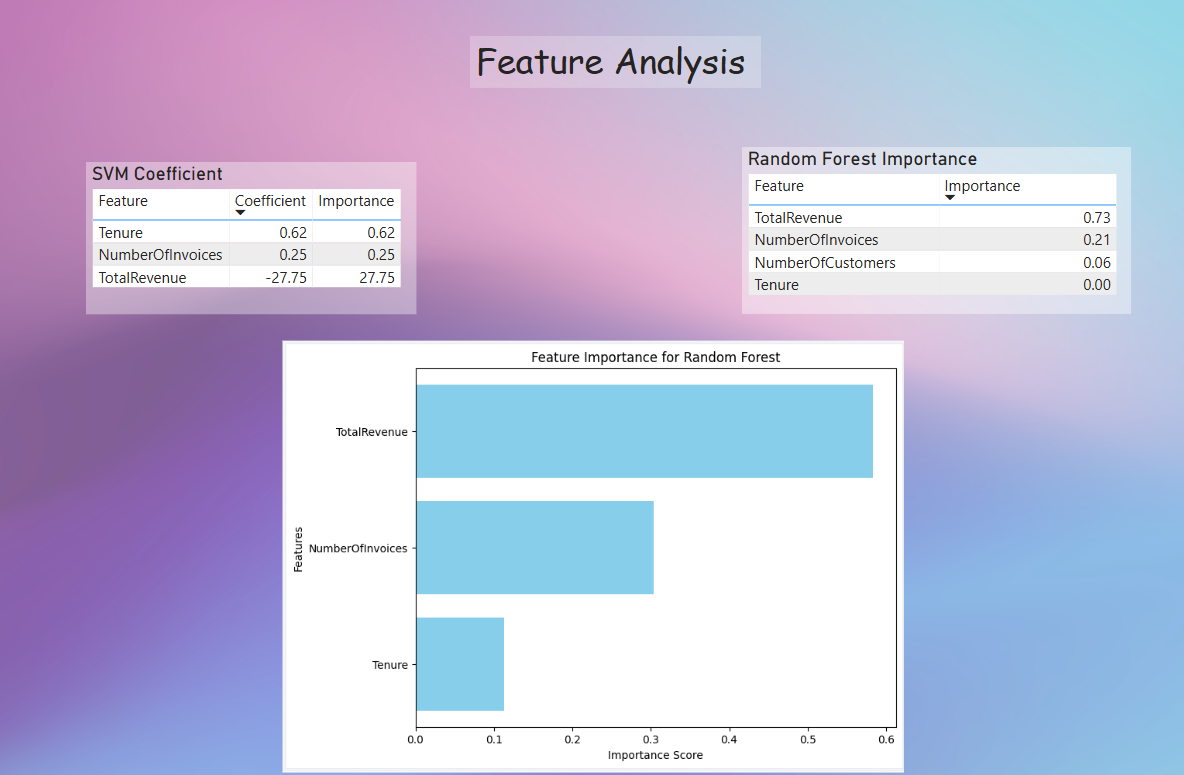 Feature Analysis
SVM Coefficient
Feature Coefficient Importance
Tenure 0.62 0.62
NumberOfInvoices 0.25 0.25
TotalRevenue -27.75 27.75
Random Forest Importance
Feature Importance
TotalRevenue 0.73
NumberOfInvoices 0.21
NumberOfCustomers 0.06
Tenure 0.00
Feature Importance for Random Forest
Features
TotalRevenue
NumberOfInvoices
Tenure
0.0 0.1 0.2 0.3 0.4 0.5 0.6
Importance Score